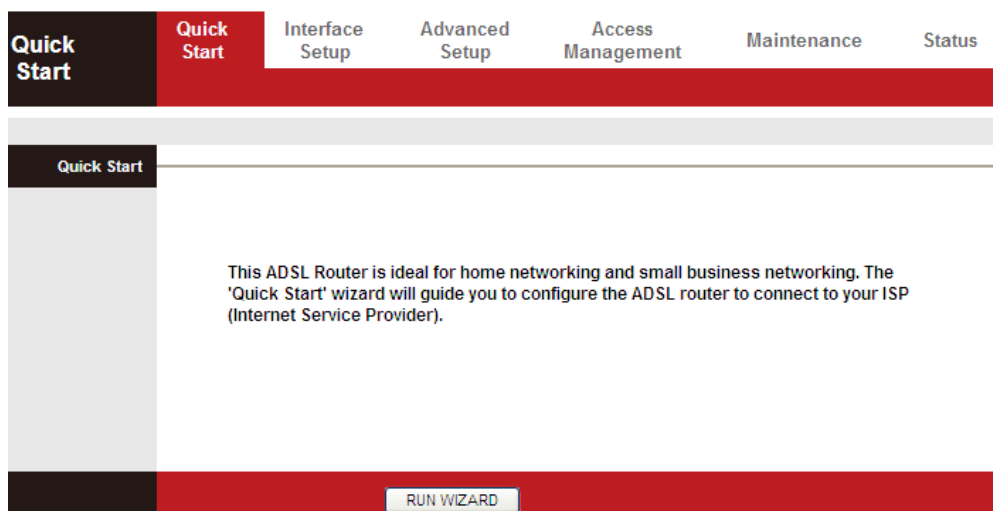 Quick
Start
Quick
Start
Interface
Setup
Advanced
Setup
Access
Management
Maintenance
Status
Quick Start
This ADSL Router is ideal for home networking and small business networking. The
'Quick Start' wizard will guide you to configure the ADSL router to connect to your ISP
(Internet Service Provider).
RUN WIZARD